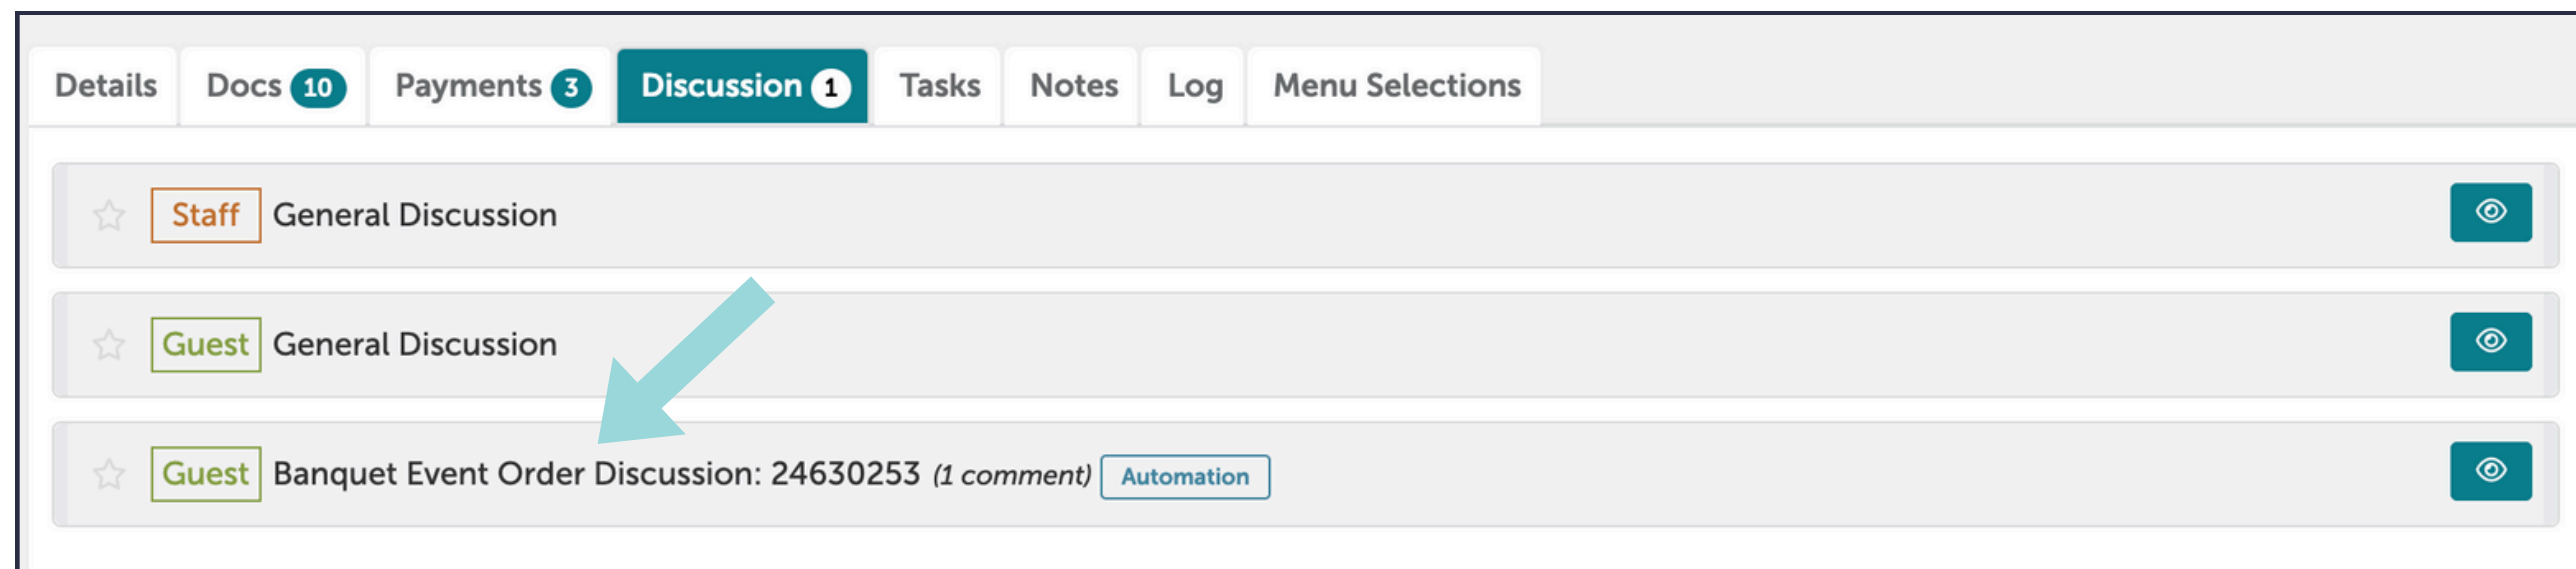 Details Docs 10 Payments 3 Discussion 1 Tasks Notes Log Menu Selections
Staff General Discussion
Guest General Discussion
Guest Banquet Event Order Discussion: 24630253 (1 comment) Automation